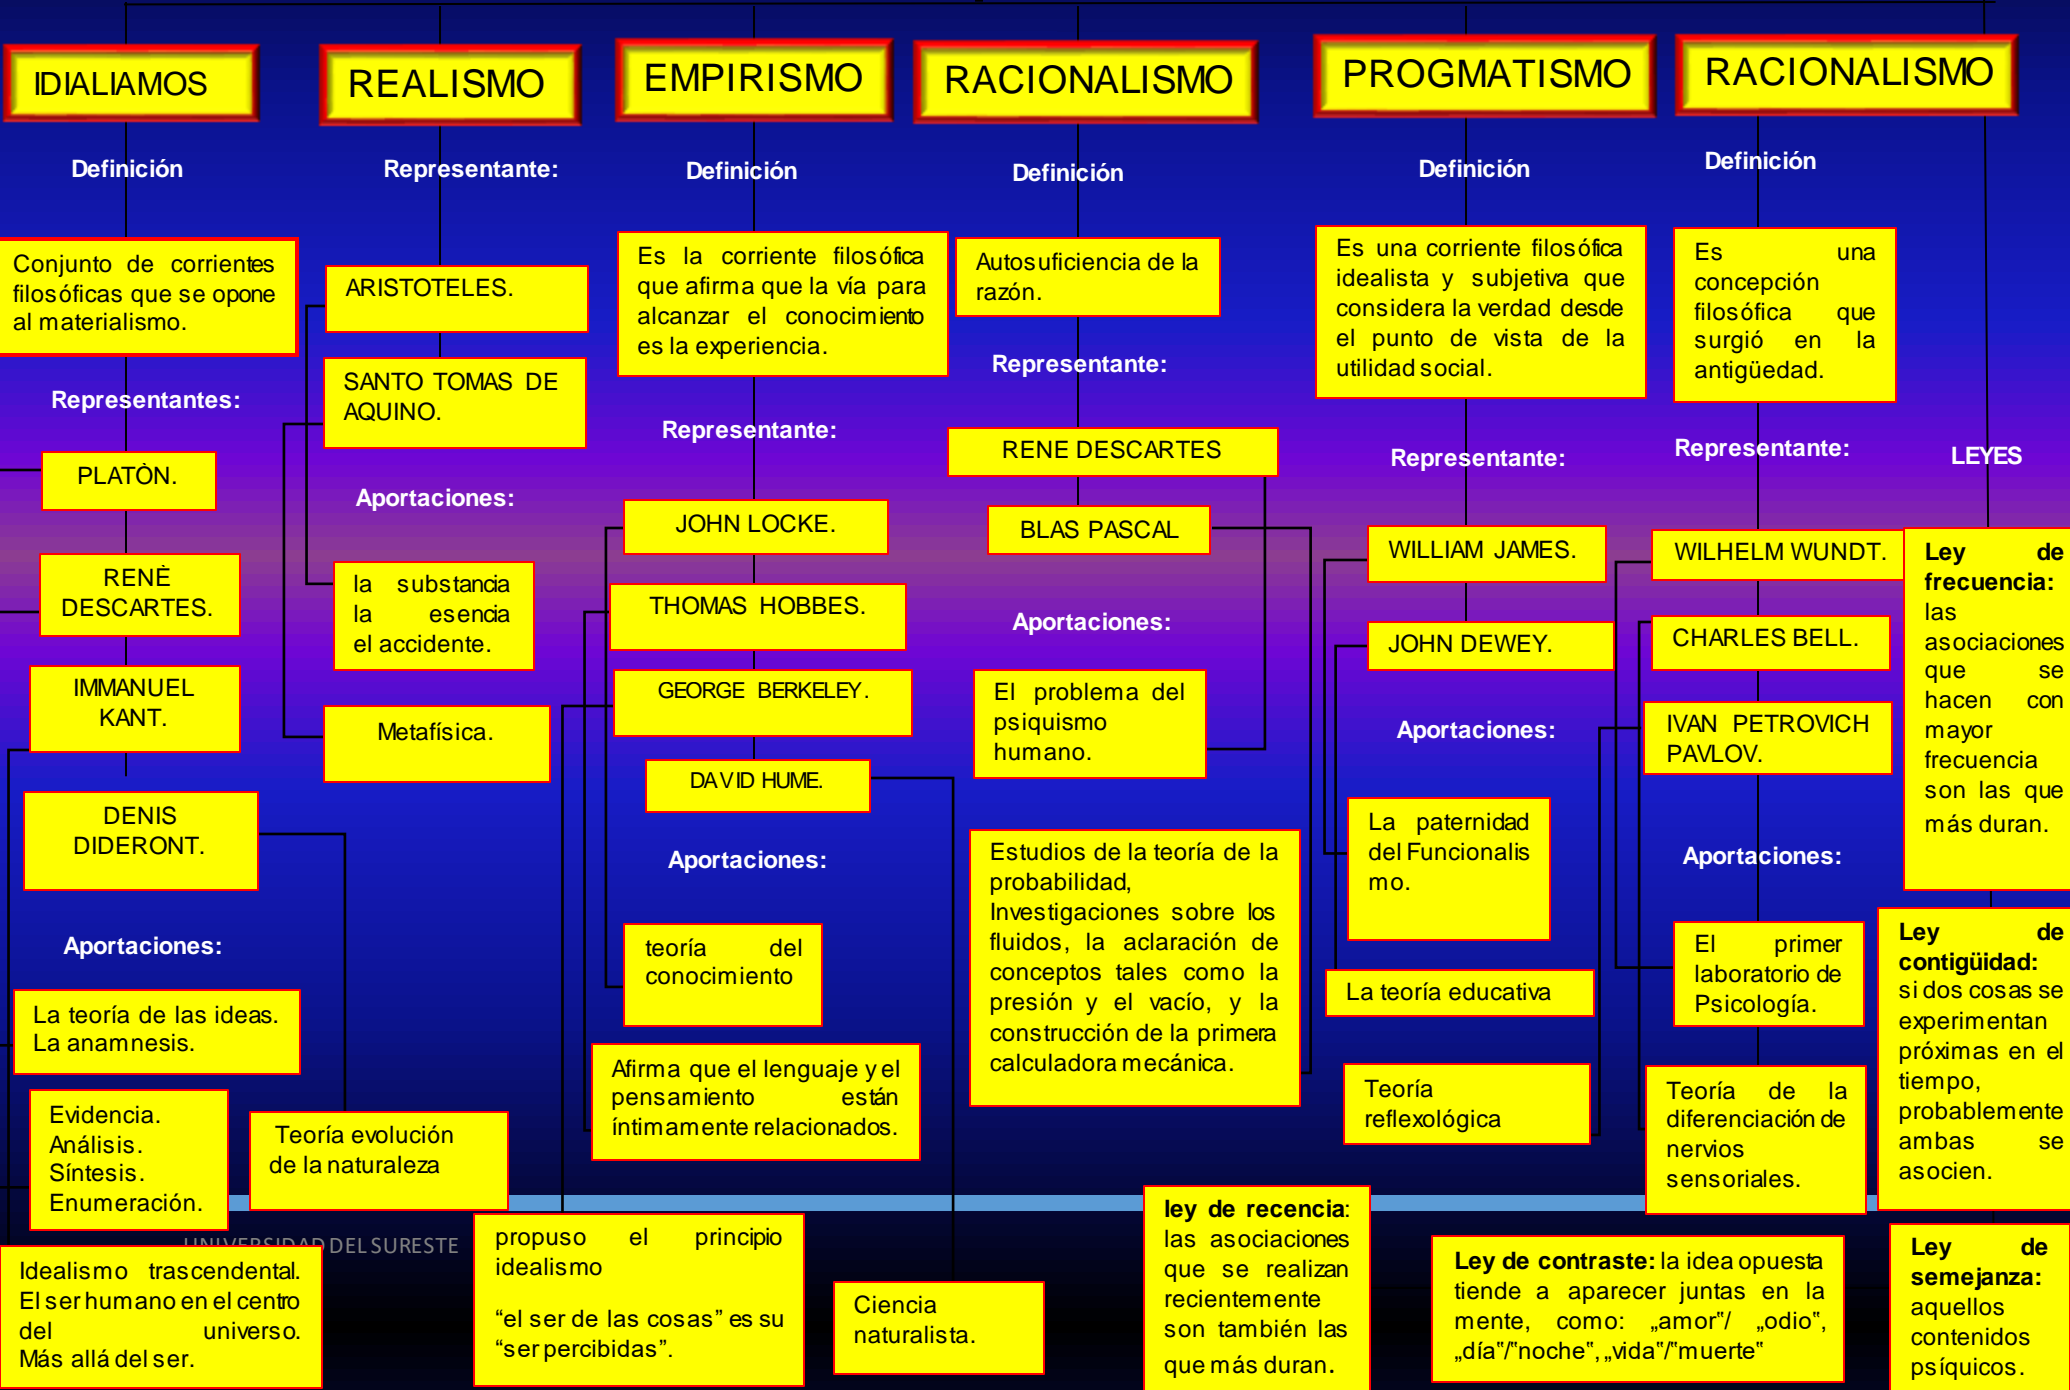 IDIALIAMOS
Definición
Conjunto de corrientes
filosóficas que se opone
al materialismo.
Representantes:
PLATÒN.
RENÈ
DESCARTES.
IMMANUEL
KANT.
DENIS
DIDERONT.
Aportaciones:
La teoría de las ideas.
La anamnesis.
Evidencia.
Análisis.
Síntesis.
Enumeración.
Teoría evolución
de la naturaleza
Idealismo trascendental.
El ser humano en el centro
del universo.
Más allá del ser.
REALISMO
Representante:
ARISTOTELES.
SANTO TOMAS DE
AQUINO.
Aportaciones:
la substancia
la esencia
el accidente.
Metafísica.
EMPIRISMO
Definición
Es la corriente filosófica
que afirma que la vía para
alcanzar el conocimiento
es la experiencia.
Representante:
JOHN LOCKE.
THOMAS HOBBES.
GEORGE BERKELEY.
DAVID HUME.
Aportaciones:
teoría del
conocimiento
Afirma que el lenguaje y el
pensamiento están
íntimamente relacionados.
propuso el principio
idealismo
“el ser de las cosas” es su
“ser percibidas”.
Ciencia
naturalista.
RACIONALISMO
Definición
Autosuficiencia de la
razón.
Representante:
RENE DESCARTES
BLAS PASCAL
Aportaciones:
El problema del
psiquismo
humano.
Estudios de la teoría de la
probabilidad,
Investigaciones sobre los
fluidos, la aclaración de
conceptos tales como la
presión y el vacío, y la
construcción de la primera
calculadora mecánica.
PROGMATISMO
Definición
Es una corriente filosófica
idealista y subjetiva que
considera la verdad desde
el punto de vista de la
utilidad social.
Representante:
WILLIAM JAMES.
JOHN DEWEY.
Aportaciones:
La paternidad
del Funcionalis
mo.
La teoría educativa
Teoría
reflexológica
RACIONALISMO
Definición
Es una
concepción
filosófica que
surgió en la
antigüedad.
Representante:
WILHELM WUNDT.
CHARLES BELL.
IVAN PETROVICH
PAVLOV.
Aportaciones:
El primer
laboratorio de
Psicología.
Teoría de la
diferenciación de
nervios
sensoriales.
LEYES
Ley de
frecuencia:
las
asociaciones
que se
hacen con
mayor
frecuencia
son las que
más duran.
Ley de
contigüidad:
si dos cosas se
experimentan
próximas en el
tiempo,
probablemente
ambas se
asocien.
Ley de
semejanza:
aquellos
contenidos
psíquicos.
Ley de contraste: la idea opuesta
tiende a aparecer juntas en la
mente, como: „amor‟/ „odio‟,
„día‟/‟noche‟, „vida‟/‟muerte‟
ley de recencia:
las asociaciones
que se realizan
recientemente
son también las
que más duran.
UNIVERSIDAD DEL SURESTE